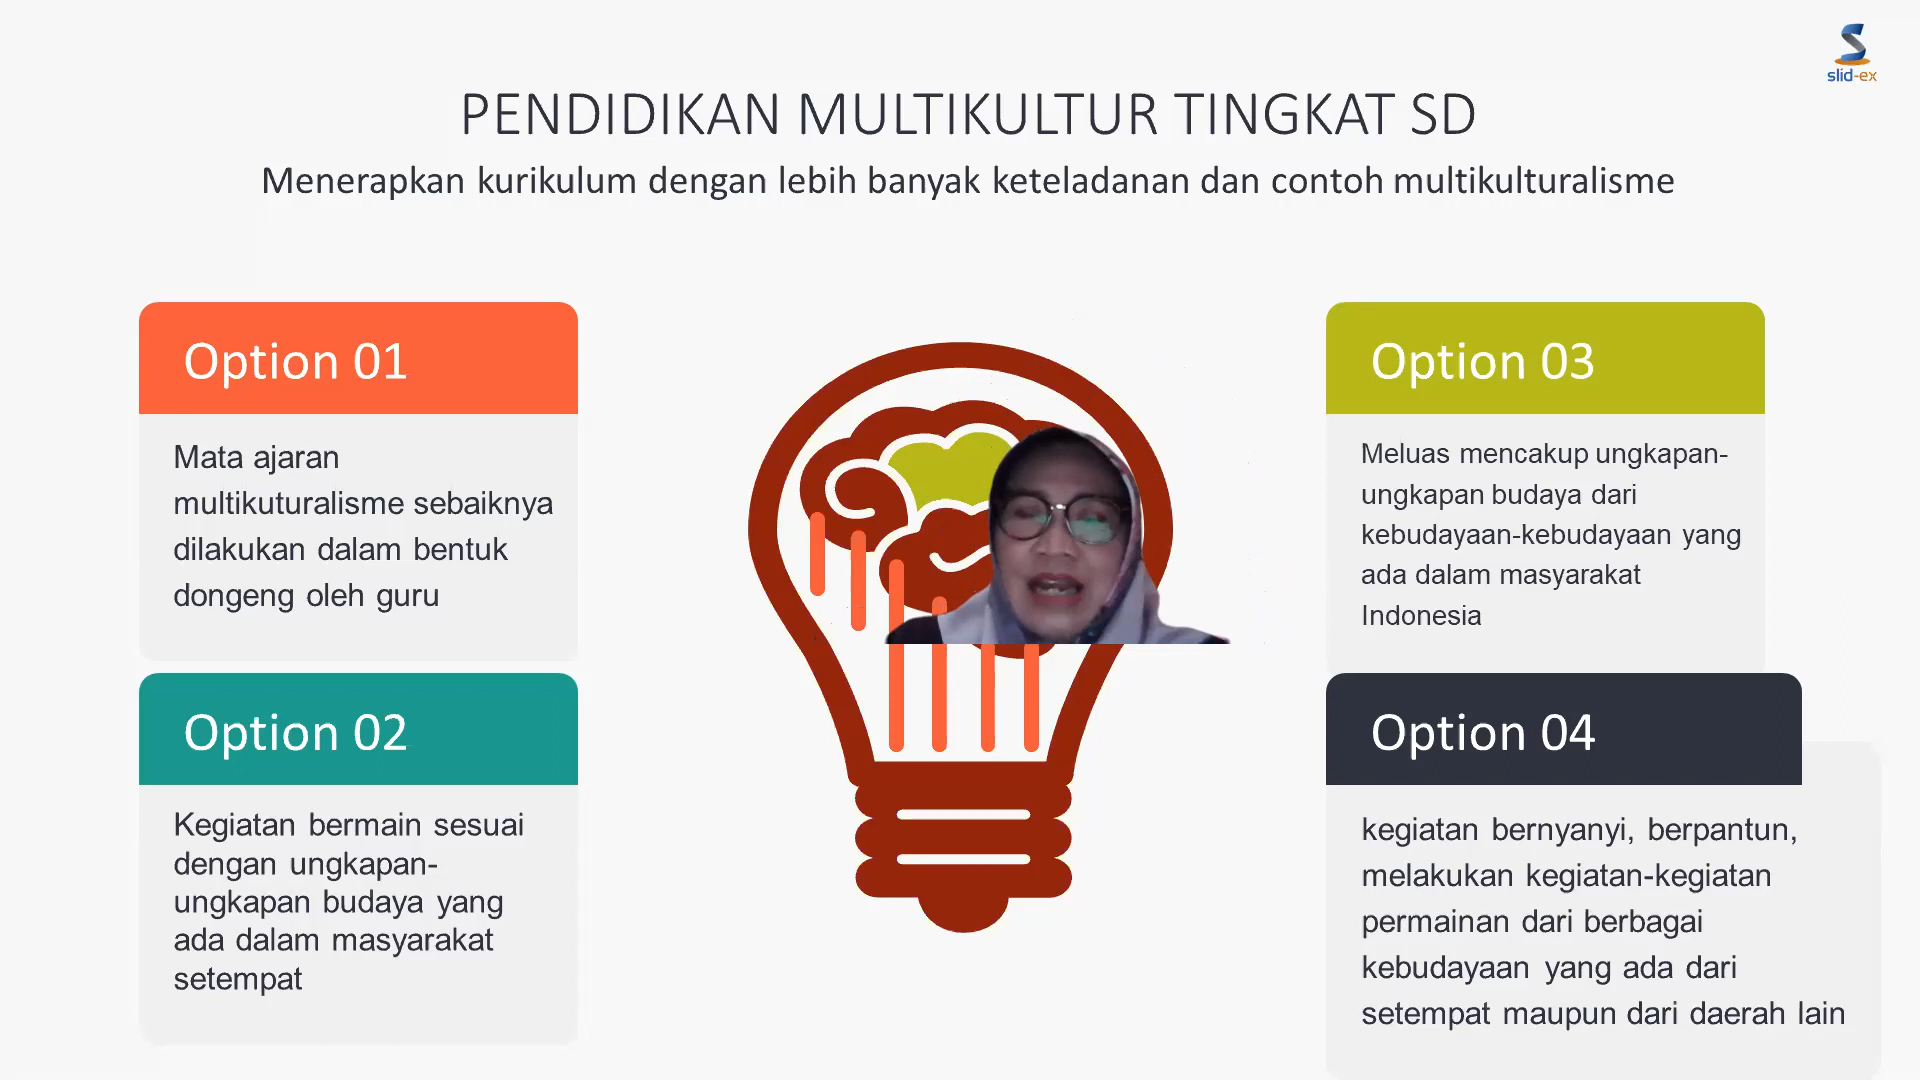 slid-ex
PENDIDIKAN MULTIKULTUR TINGKAT SD
Menerapkan kurikulum dengan lebih banyak keteladanan dan contoh multikulturalisme
Option 01
Mata ajaran
multikuturalisme sebaiknya
dilakukan dalam bentuk
dongeng oleh guru
Option 02
Kegiatan bermain sesuai
dengan ungkapan-
ungkapan budaya yang
ada dalam masyarakat
setempat
Option 03
Meluas mencakup ungkapan-
ungkapan budaya dari
kebudayaan-kebudayaan yang
ada dalam masyarakat
Indonesia
Option 04
kegiatan bernyanyi, berpantun,
melakukan kegiatan-kegiatan
permainan dari berbagai
kebudayaan yang ada dari
setempat maupun dari daerah lain